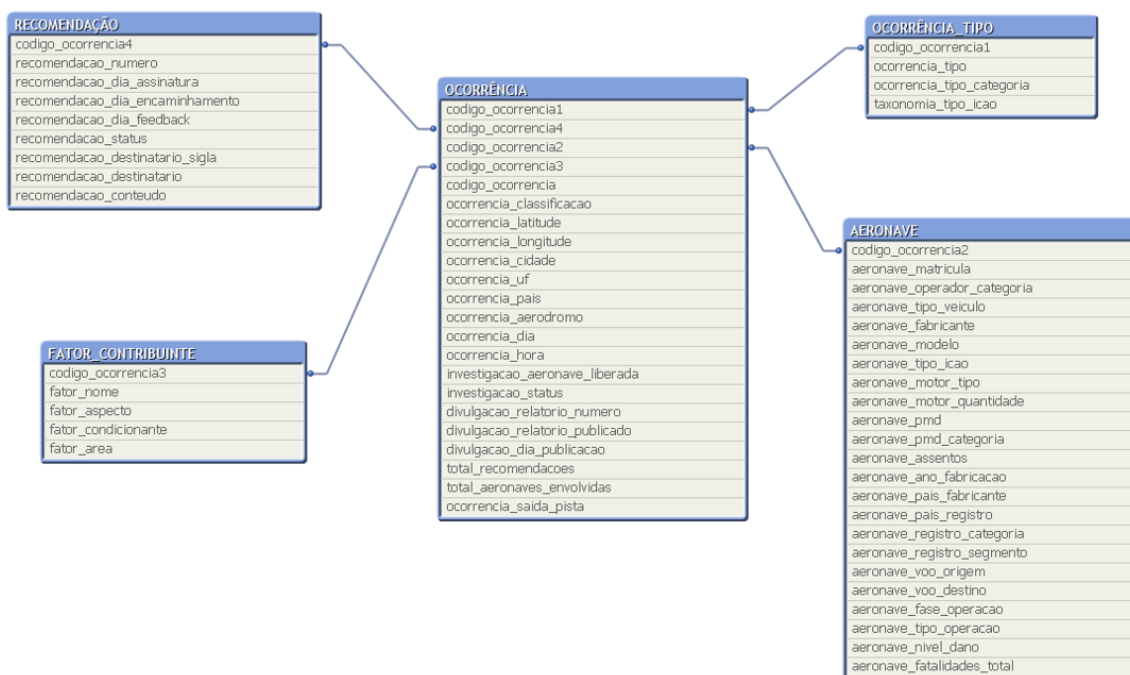 RECOMENDAÇÃO
codigo_ocorrencia4
recomendacao_numero
recomendacao_dia_assinatura
recomendacao_dia_encaminhamento
recomendacao_dia_feedback
recomendacao_status
recomendacao_destinatario_sigla
recomendacao_destinatario
recomendacao_conteudo
FATOR_CONTRIBUINTE
codigo_ocorrencia3
fator_nome
fator_aspecto
fator_condicionante
fator_area
OCORRÊNCIA
codigo_ocorrencia1
codigo_ocorrencia4
codigo_ocorrencia2
codigo_ocorrencia3
codigo_ocorrencia
ocorrencia_classificacao
ocorrencia_latitude
ocorrencia_longitude
ocorrencia_cidade
ocorrencia_uf
ocorrencia_pais
ocorrencia_aerodromo
ocorrencia_dia
ocorrencia_hora
investigacao_aeronave_liberada
investigacao_status
divulgacao_relatorio_numero
divulgacao_relatorio_publicado
divulgacao_dia_publicacao
total_recomendacoes
total_aeronaves_envolvidas
ocorrencia_saida_pista
OCORRÊNCIA_TIPO
codigo_ocorrencia1
ocorrencia_tipo
ocorrencia_tipo_categoria
taxonomia_tipo_icao
AERONAVE
codigo_ocorrencia2
aeronave_matricula
aeronave_operador_categoria
aeronave_tipo_veiculo
aeronave_fabricante
aeronave_modelo
aeronave_tipo_icao
aeronave_motor_tipo
aeronave_motor_quantidade
aeronave_pmd
aeronave_pmd_categoria
aeronave_assentos
aeronave_ano_fabricacao
aeronave_pais_fabricante
aeronave_pais_registro
aeronave_registro_categoria
aeronave_registro_segmento
aeronave_voo_origem
aeronave_voo_destino
aeronave_fase_operacao
aeronave_tipo_operacao
aeronave_nivel_dano
aeronave_fatalidades_total